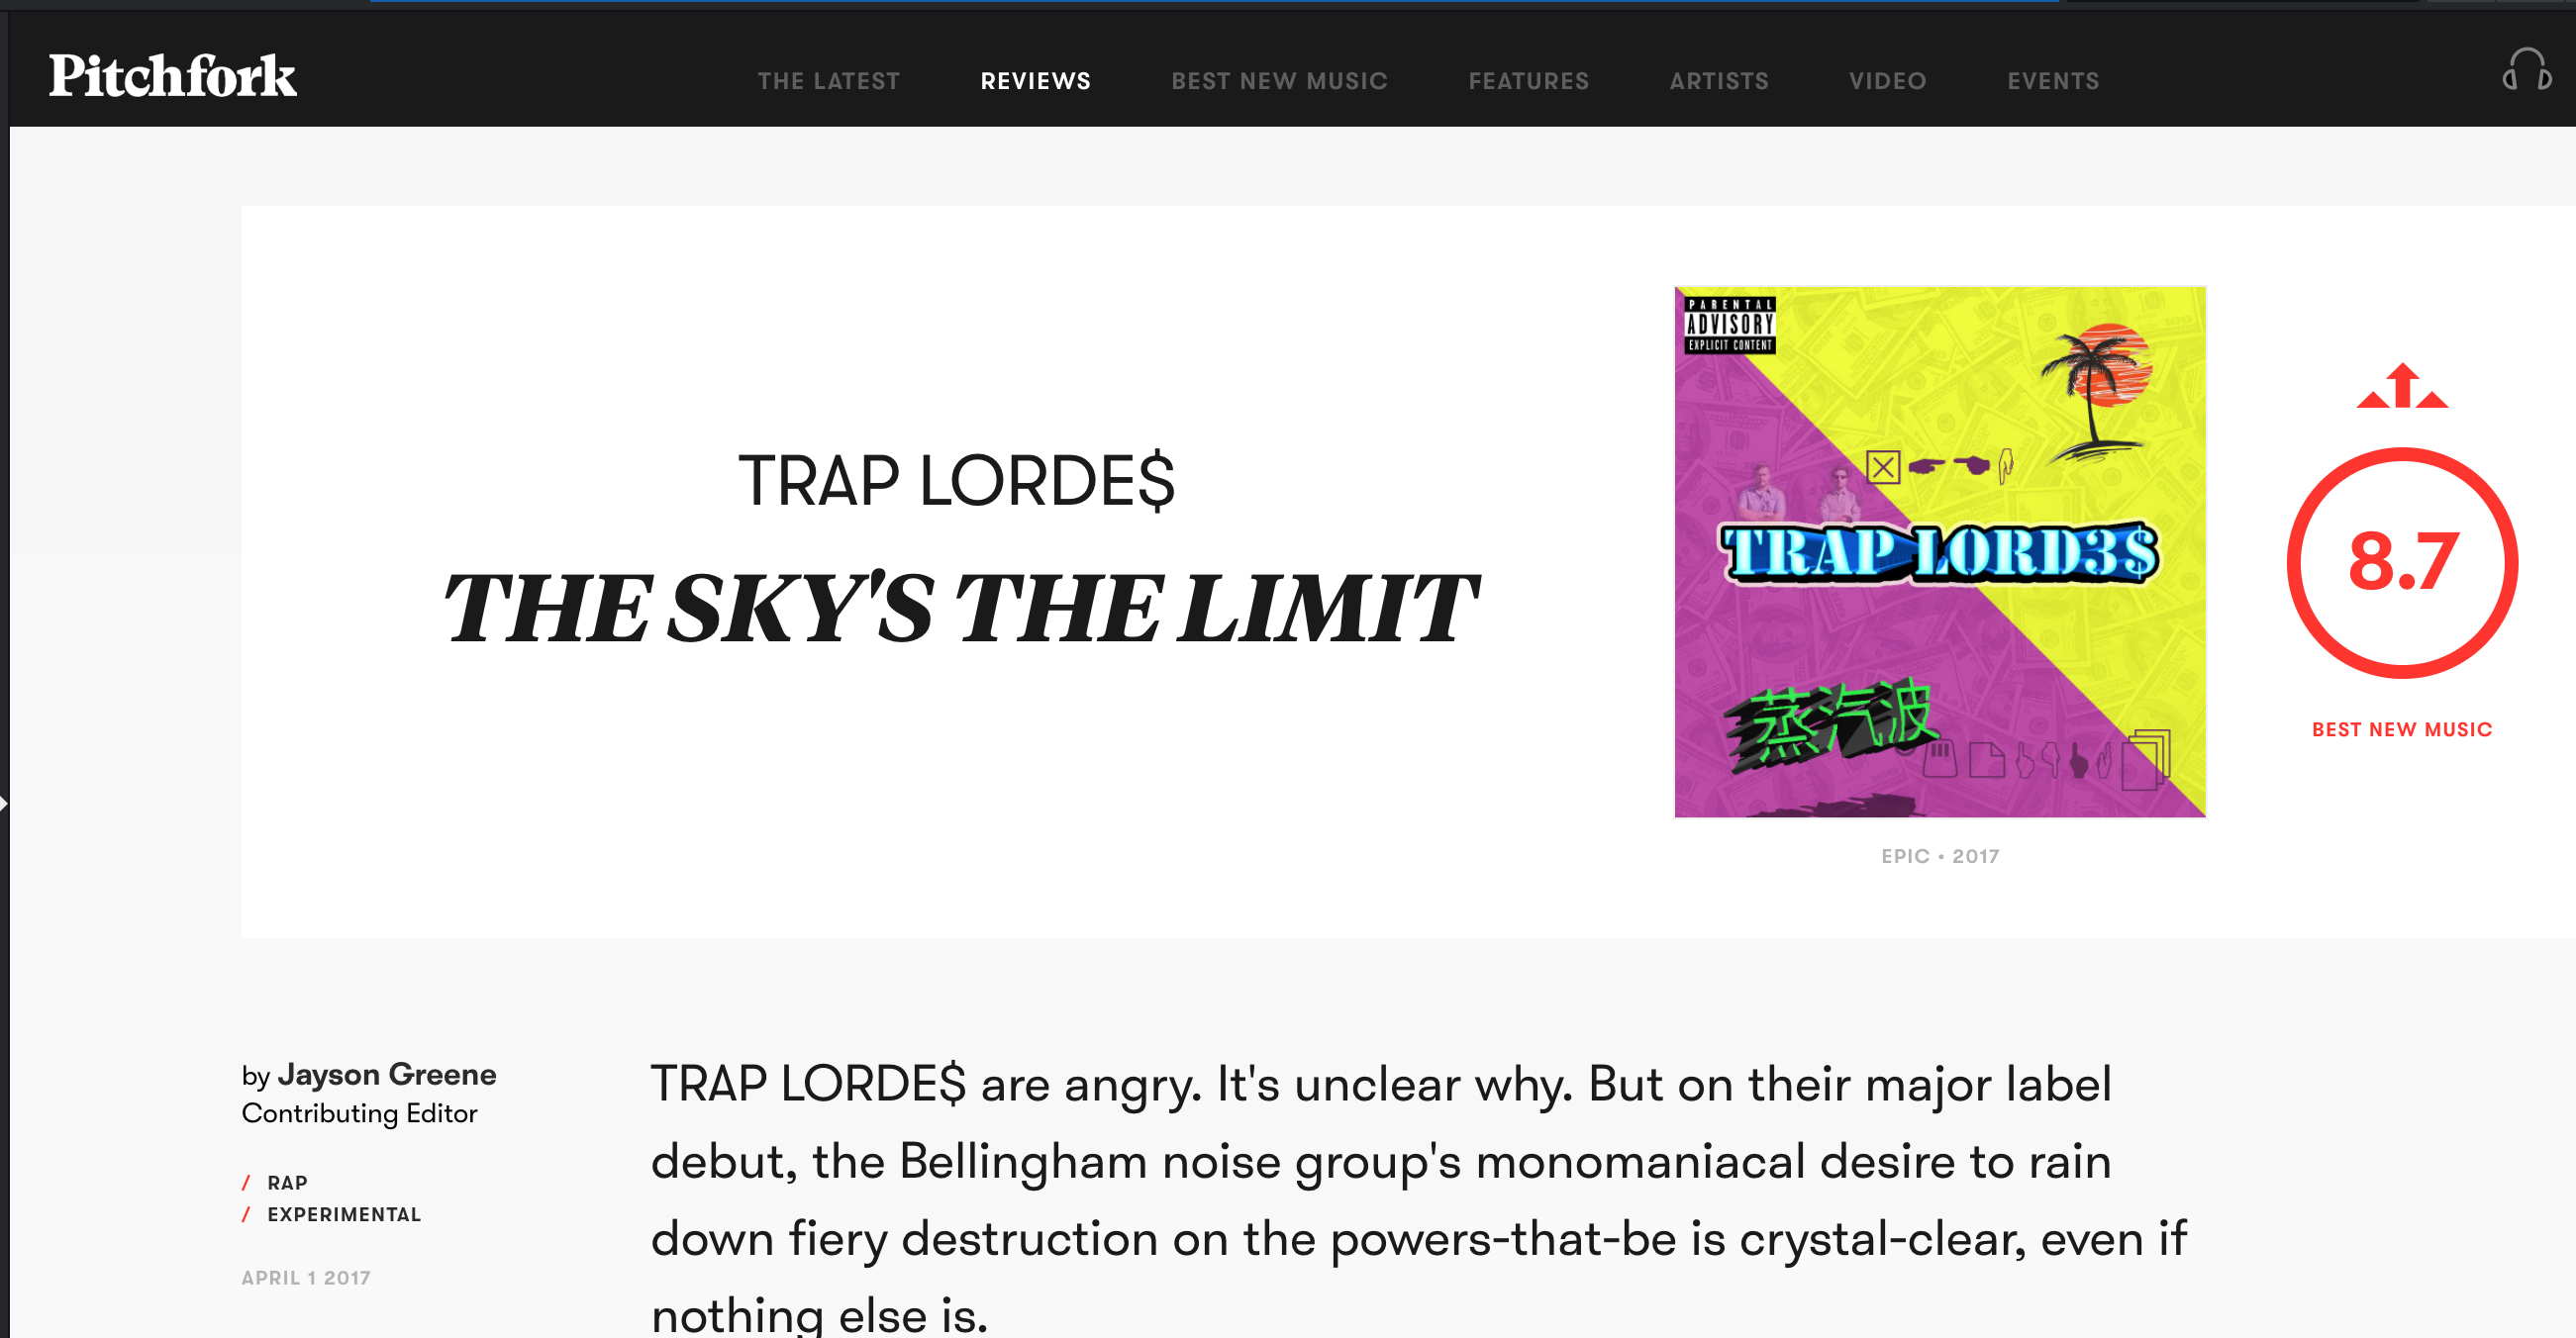 Pitchfork
THE LATEST
REVIEWS
BEST NEW MUSIC
FEATURES
ARTISTS
VIDEO
EVENTS
TRAP LORDE$
THE SKY'S THE LIMIT
PARENTAL
ADVISORY
EXPLICIT CONTENT
TRAP LORD3$
蒸汽波
8.7
BEST NEW MUSIC
EPIC • 2017
by Jayson Greene
Contributing Editor
/ RAP
/ EXPERIMENTAL
APRIL 1 2017
TRAP LORDE$ are angry. It's unclear why. But on their major label
debut, the Bellingham noise group's monomaniacal desire to rain
down fiery destruction on the powers-that-be is crystal-clear, even if
nothing else is.